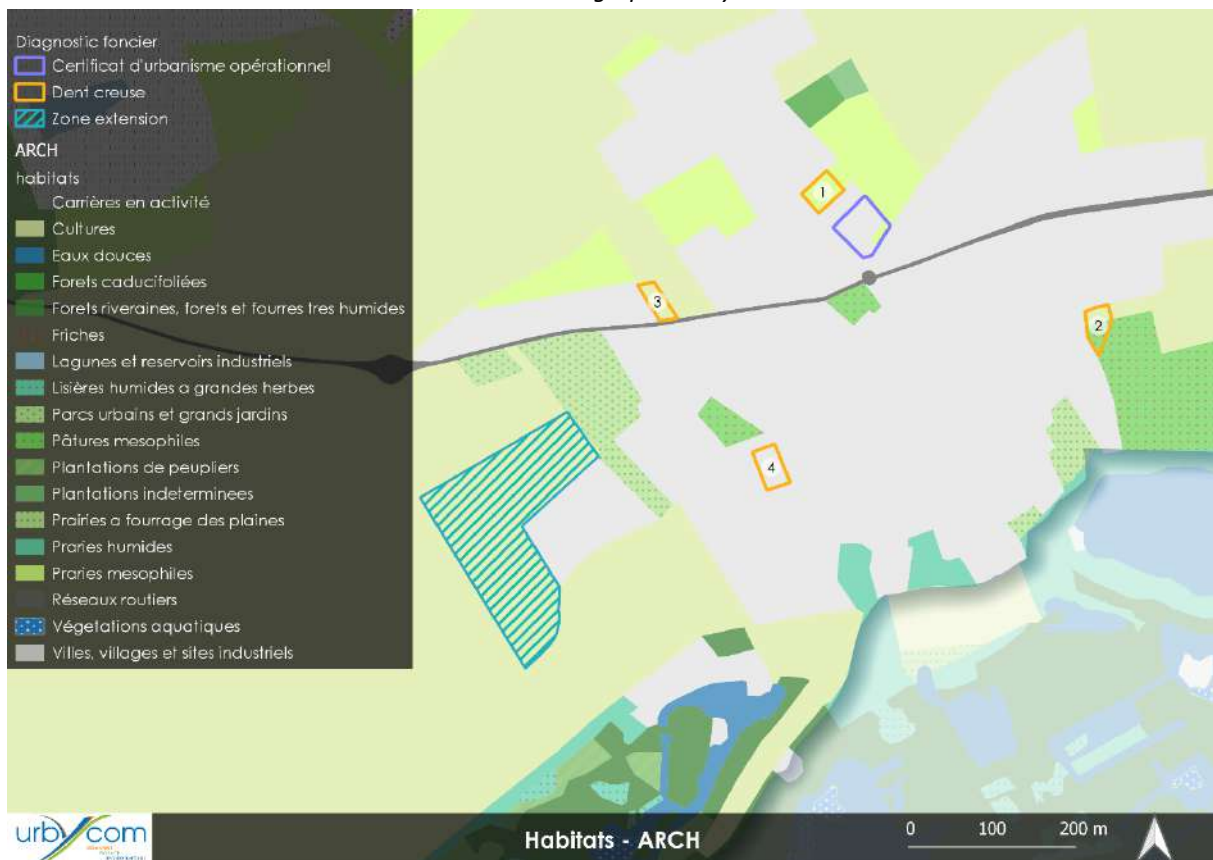 Diagnostic foncier
Certificat d'urbanisme opérationnel
Dent creuse
Zone extension
ARCH
habitats
Carrières en activité
Cultures
Eaux douces
Forets caducifoliées
Forets riveraines, forets et fourres tres humides
Friches
Lagunes et reservoirs industriels
Lisières humides a grandes herbes
Parcs urbains et grands jardins
Pâtures mesophiles
Plantations de peupliers
Plantations indeterminees
Prairies a fourrage des plaines
Praries humides
Praries mesophiles
Réseaux routiers
Végetations aquatiques
Villes, villages et sites industriels
1
2
3
4
urbycom
Habitats - ARCH
0 100 200 m